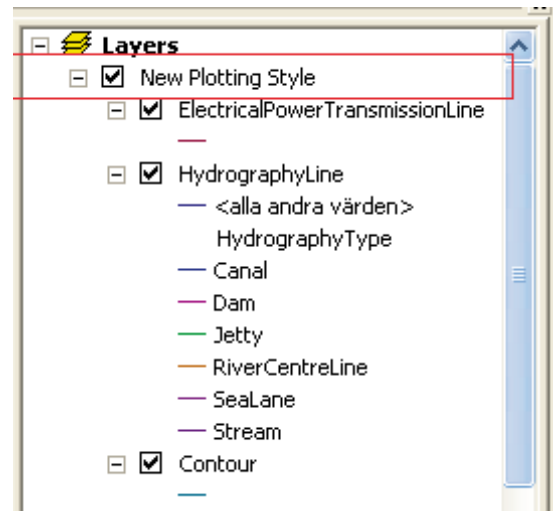 Layers
New Plotting Style
ElectricalPowerTransmissionLine
HydrographyLine
<alla andra värden>
HydrographyType
Canal
Dam
Jetty
RiverCentreLine
SeaLane
Stream
Contour